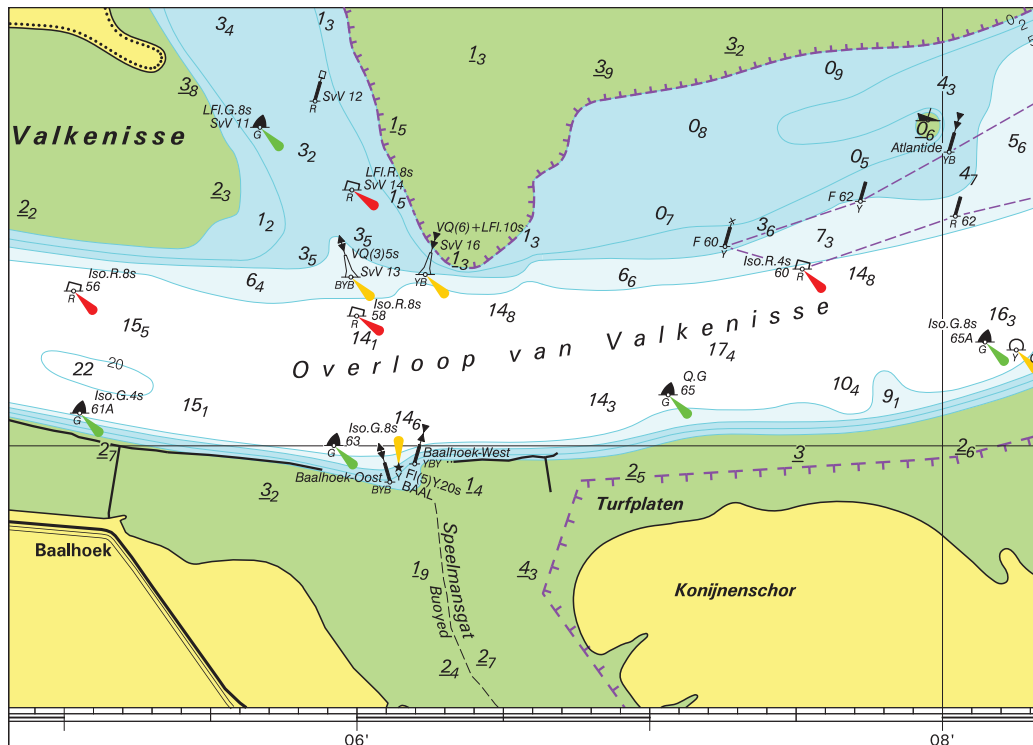 3₄
1₃
1₃
3₂
0₉
0₂
3₈
3₉
4₃
SvV 12
R
LFl.G.8s
SvV 11
G
1₅
0₈
0₆
5₆
Valkenisse
3₂
Atlantide
YB
LFl.R.8s
SvV 14
R
0₅
2₃
1₅
4₇
2₂
1₂
VQ(6)+LFl.10s
SvV 16
YB
0₇
F 62
Y
R 62
3₅
1₃
3₆
3₅
VQ(3)5s
SvV 13
BYB
1₃
F 60
Y
7₃
6₄
6₆
Iso.R.4s
60
R
14₈
Iso.R.8s
56
R
Iso.R.8s
58
R
14₈
16₃
15₅
14₁
Overloop van Valkenisse
Iso.G.8s
65A
G
Y
17₄
22
20
Q.G
65
G
10₄
9₁
Iso.G.4s
61A
G
15₁
14₃
14₆
Iso.G.8s
63
G
2₇
Baalhoek-West
YBY
2₆
3
Baalhoek-Oost
BYB
Y
Fl(5)Y.20s
BAAL
2₅
3₂
1₄
Turfplaten
Baalhoek
Speelmansgat
Buoyed
1₉
4₃
Konijnenschor
2₄
2₇
06'
08'